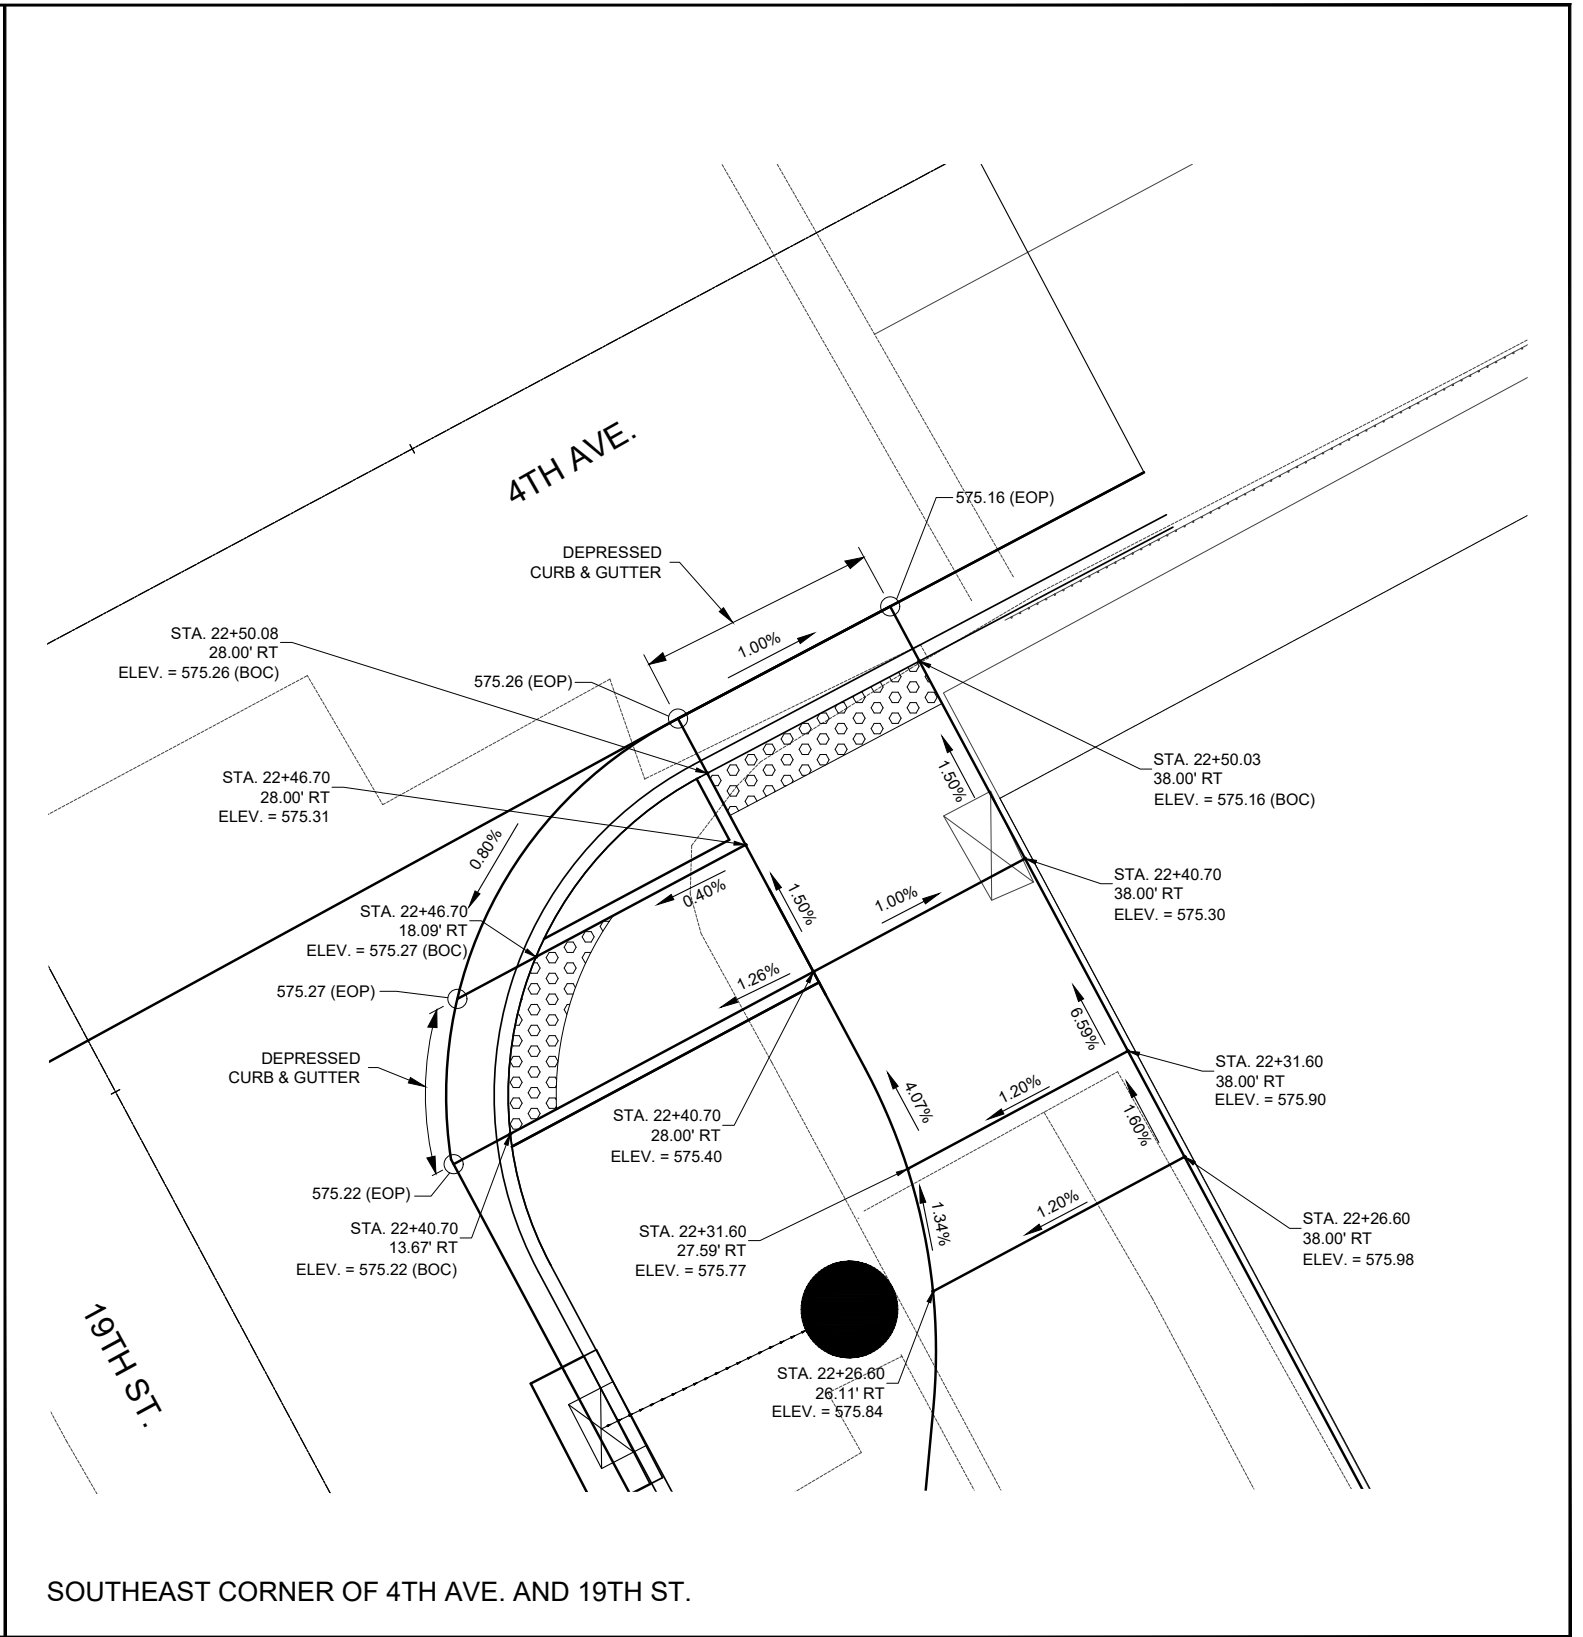 4TH AVE.
575.16 (EOP)
DEPRESSED
CURB & GUTTER
1.00%
STA. 22+50.08
28.00' RT
ELEV. = 575.26 (BOC)
575.26 (EOP)
STA. 22+50.03
38.00' RT
ELEV. = 575.16 (BOC)
1.50%
STA. 22+46.70
28.00' RT
ELEV. = 575.31
0.80%
0.40%
1.50%
1.00%
STA. 22+40.70
38.00' RT
ELEV. = 575.30
STA. 22+46.70
18.09' RT
ELEV. = 575.27 (BOC)
1.26%
575.27 (EOP)
6.59%
DEPRESSED
CURB & GUTTER
STA. 22+31.60
38.00' RT
ELEV. = 575.90
4.07%
1.20%
1.60%
STA. 22+40.70
28.00' RT
ELEV. = 575.40
575.22 (EOP)
1.34%
1.20%
STA. 22+40.70
13.67' RT
ELEV. = 575.22 (BOC)
STA. 22+31.60
27.59' RT
ELEV. = 575.77
STA. 22+26.60
38.00' RT
ELEV. = 575.98
19TH ST.
STA. 22+26.60
26.11' RT
ELEV. = 575.84
SOUTHEAST CORNER OF 4TH AVE. AND 19TH ST.